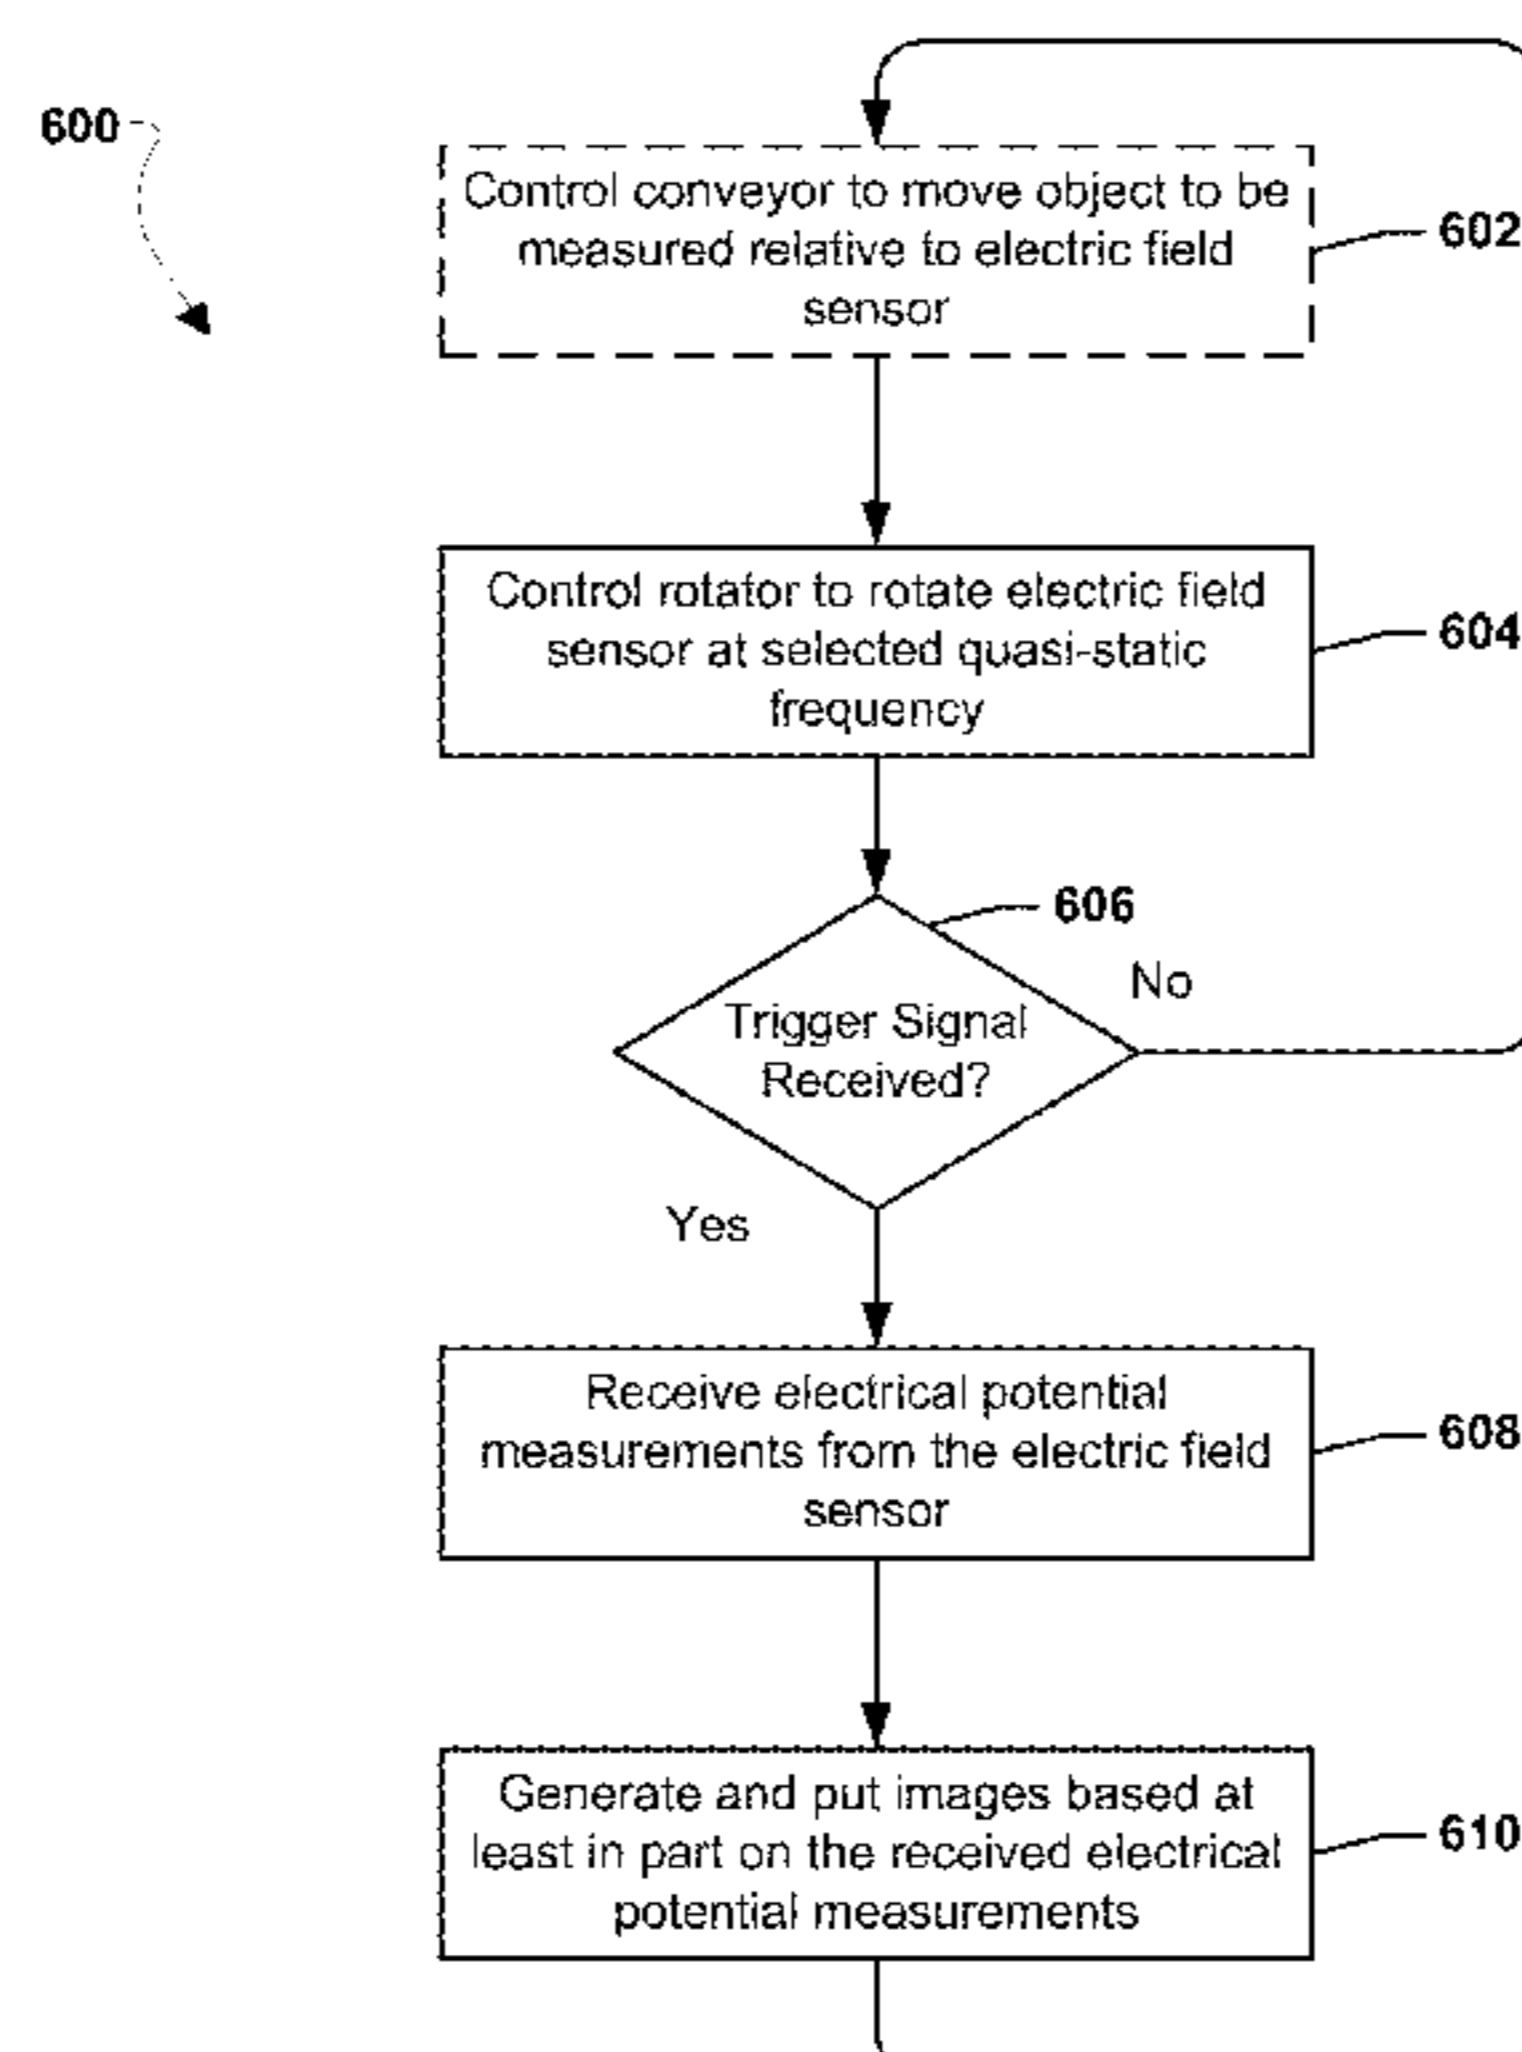 600
Control conveyor to move object to be
measured relative to electric field
sensor
602
Control rotator to rotate electric field
sensor at selected quasi-static
frequency
604
606
No
Trigger Signal
Received?
Yes
Receive electrical potential
measurements from the electric field
sensor
608
Generate and put images based at
least in part on the received electrical
potential measurements
610